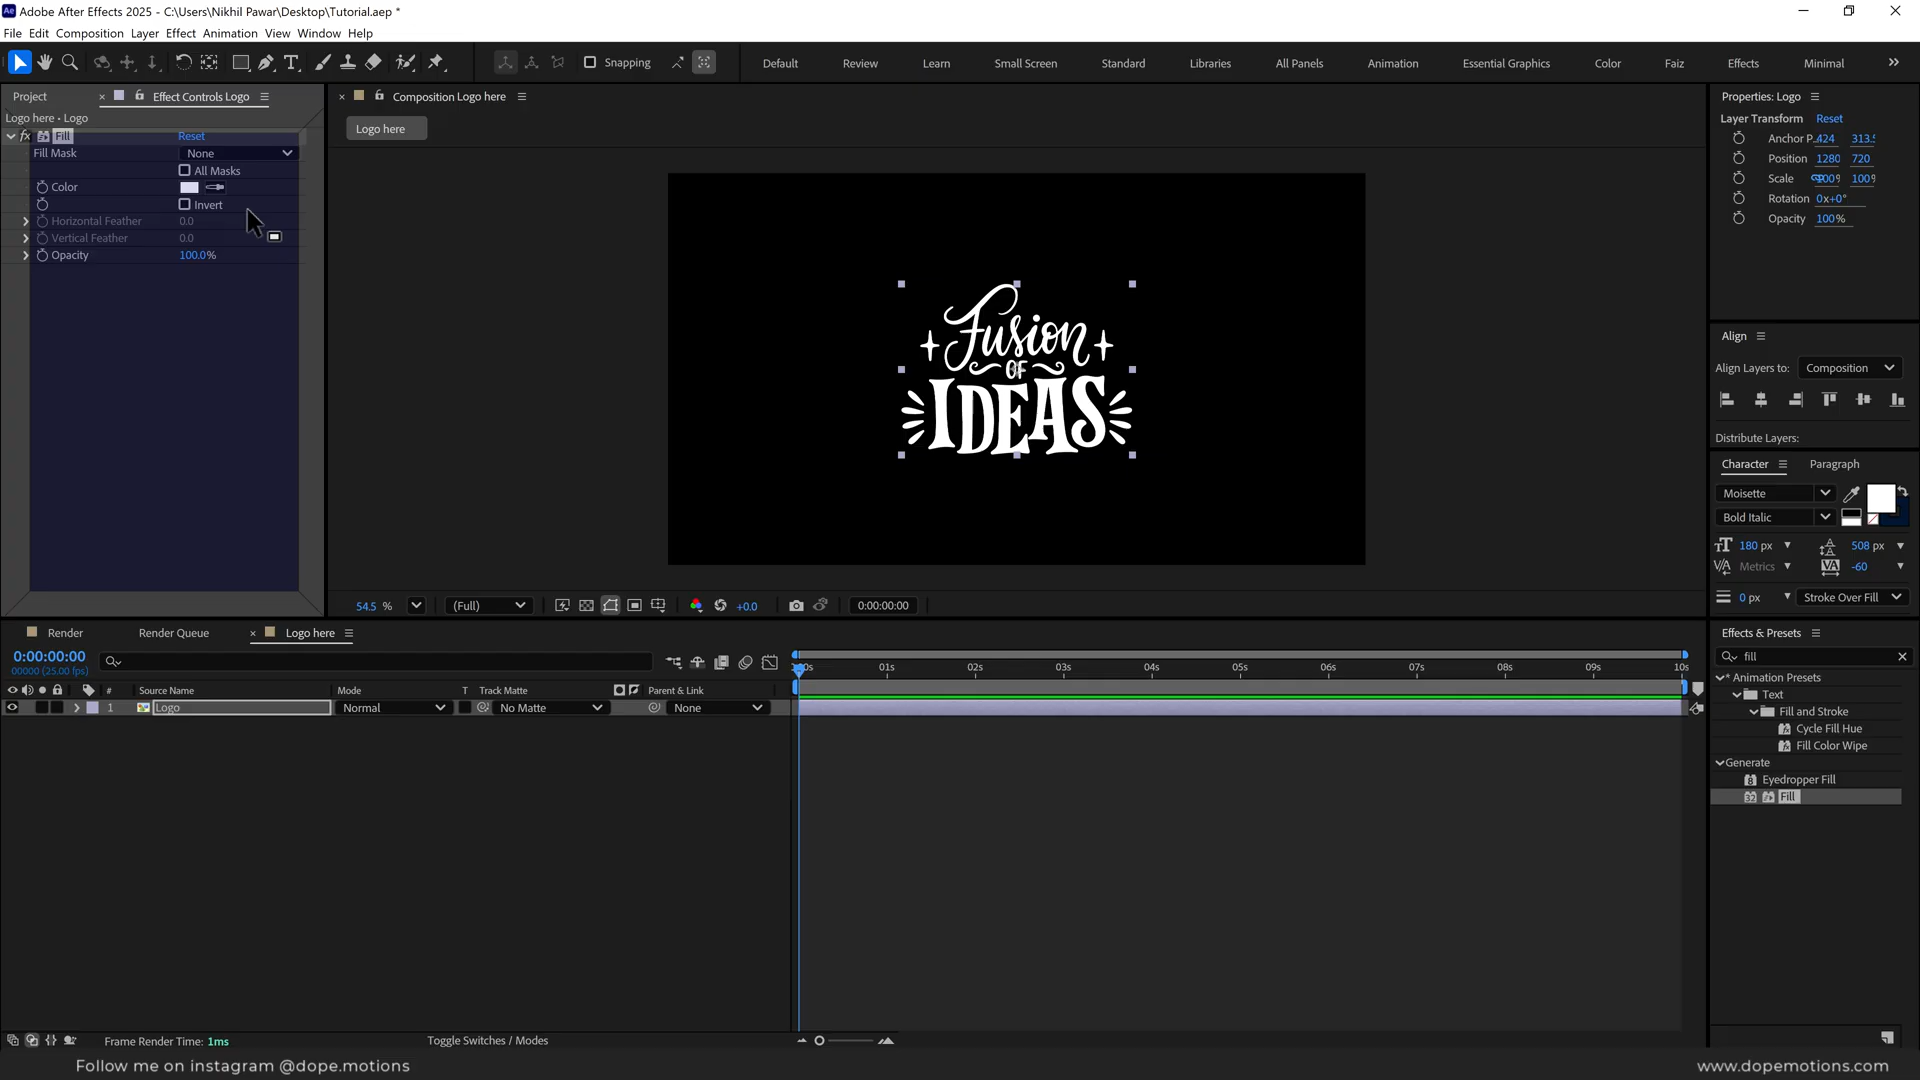 Adobe After Effects 2025 - C:\Users\Nikhil Pawar\Desktop\Tutorial.aep *
File Edit Composition Layer Effect Animation View Window Help
Snapping
Default Review Learn Small Screen Standard Libraries All Panels Animation Essential Graphics Color Faiz Effects Minimal
Project
Effect Controls Logo
Logo here • Logo
fx Fill Reset
Fill Mask None
All Masks
Color
Invert
Horizontal Feather 0.0
Vertical Feather 0.0
Opacity 100.0%
Composition Logo here
Logo here
Fusion
OF
IDEAS
54.5 % (Full) +0.0 0:00:00:00
Properties: Logo
Layer Transform Reset
Anchor P.. 424 313.5
Position 1280 720
Scale 100% 100%
Rotation 0x+0°
Opacity 100%
Align
Align Layers to: Composition
Distribute Layers:
Character Paragraph
Moisette
Bold Italic
180 px 508 px
Metrics -60
0 px Stroke Over Fill
Effects & Presets
fill
* Animation Presets
Text
Fill and Stroke
Cycle Fill Hue
Fill Color Wipe
Generate
Eyedropper Fill
Fill
Render Render Queue Logo here
0:00:00:00
00000 (25.00 fps)
# Source Name Mode T Track Matte Parent & Link
1 Logo Normal No Matte None
01s 02s 03s 04s 05s 06s 07s 08s 09s 10s
Frame Render Time: 1ms
Toggle Switches / Modes
Follow me on instagram @dope.motions
www.dopemotions.com